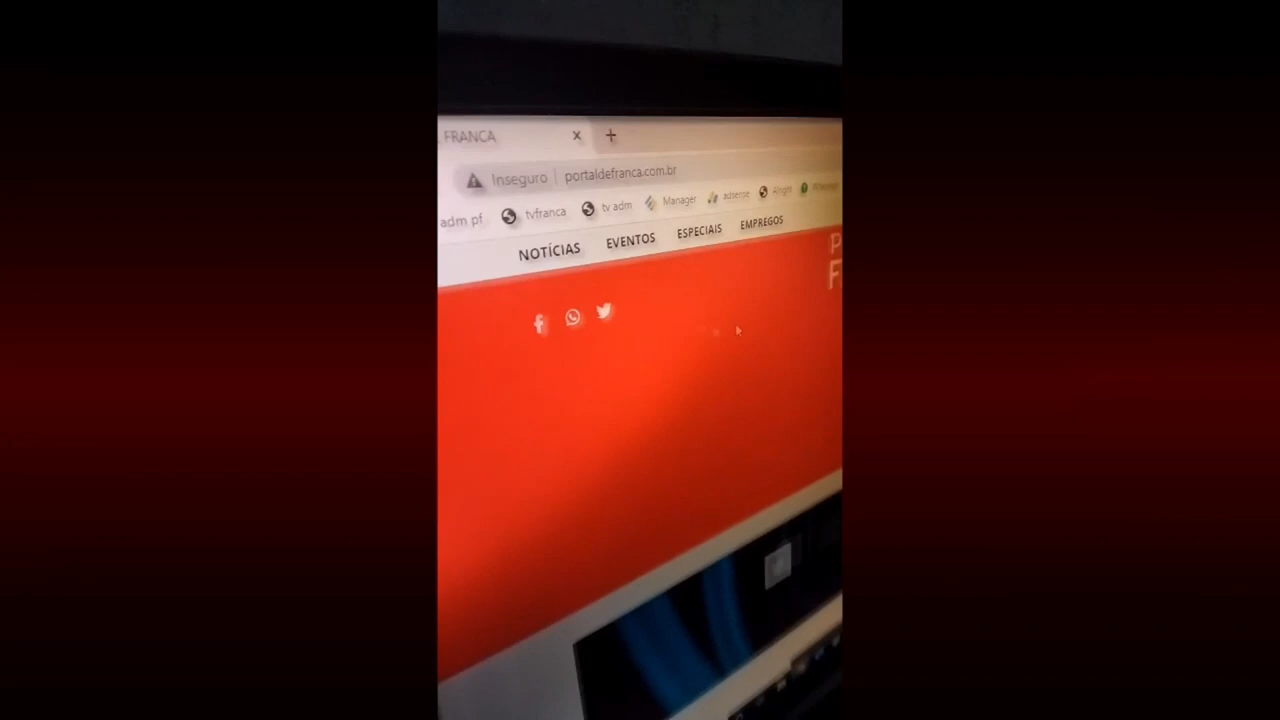 FRANCA
Inseguro portaldefranca.com.br
adm pf tvfranca tv adm Manager adsense
NOTÍCIAS EVENTOS ESPECIAIS EMPREGOS
P
F